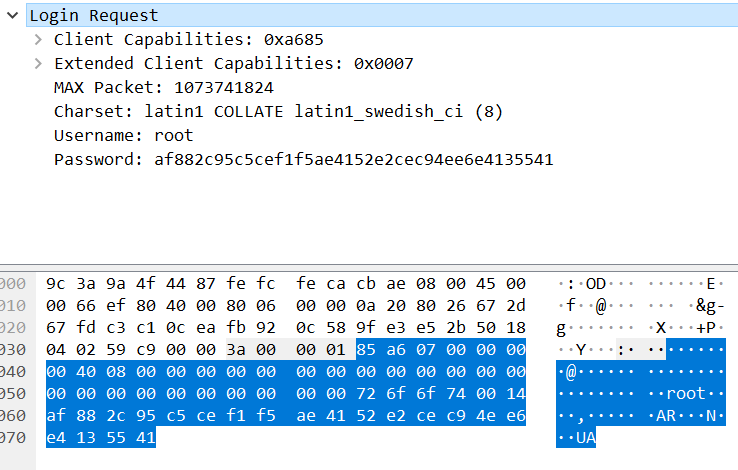 Login Request
Client Capabilities: 0xa685
Extended Client Capabilities: 0x0007
MAX Packet: 1073741824
Charset: latin1 COLLATE latin1_swedish_ci (8)
Username: root
Password: af882c95c5cef1f5ae4152e2cec94ee6e4135541
000 9c 3a 9a 4f 44 87 fe fc fe ca cb ae 08 00 45 00 ·:·OD··· ······E·
010 00 66 ef 80 40 00 80 06 00 00 0a 20 80 26 67 2d ·f··@··· ··· ·&g-
020 67 fd c3 c1 0c ea fb 92 0c 58 9f e3 e5 2b 50 18 g······· ·X···+P·
030 04 02 59 c9 00 00 3a 00 00 01 85 a6 07 00 00 00 ··Y···:· ········
040 00 40 08 00 00 00 00 00 00 00 00 00 00 00 00 00 ·@······ ········
050 00 00 00 00 00 00 00 00 00 00 72 6f 6f 74 00 14 ········ ··root··
060 af 88 2c 95 c5 ce f1 f5 ae 41 52 e2 ce c9 4e e6 ··,····· ·AR···N·
070 e4 13 55 41 ··UA